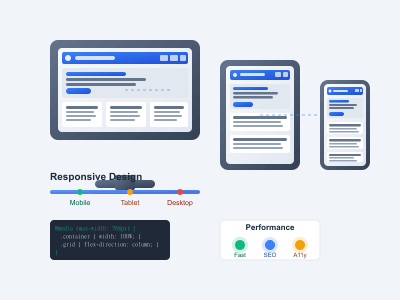 Responsive Design
Mobile Tablet Desktop
@media (max-width: 768px) {
.container { width: 100%; }
.grid { flex-direction: column; }
}
Performance
Fast SEO A11y